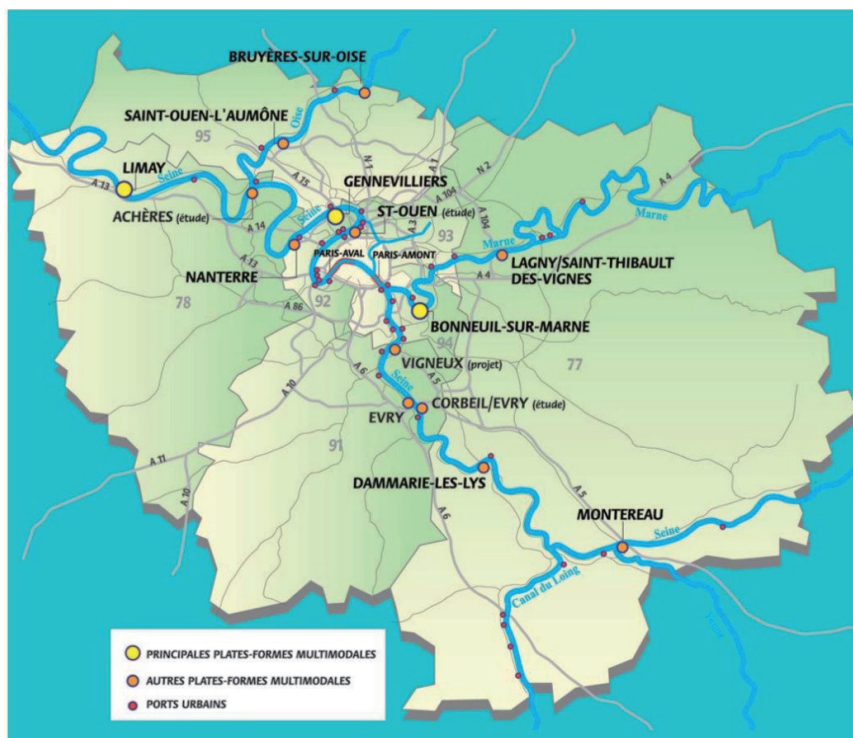 BRUYÈRES-SUR-OISE
SAINT-OUEN-L'AUMÔNE
Oise
95
N 1
A 1
N 2
LIMAY
Seine
A 13
A 15
GENNEVILLIERS
A 104
A 4
ACHÈRES (étude)
A 14
Seine
ST-OUEN (étude)
A 3
93
A 104
Marne
Marne
PARIS-AVAL
PARIS-AMONT
A 13
NANTERRE
A 4
LAGNY/SAINT-THIBAULT
DES-VIGNES
78
92
A 86
BONNEUIL-SUR-MARNE
94
77
VIGNEUX (projet)
A 6
A 5
Seine
A 10
CORBEIL/EVRY (étude)
EVRY
91
A 11
A 10
DAMMARIE-LES-LYS
A 6
A 5
MONTEREAU
Seine
Canal du Loing
PRINCIPALES PLATES-FORMES MULTIMODALES
AUTRES PLATES-FORMES MULTIMODALES
PORTS URBAINS